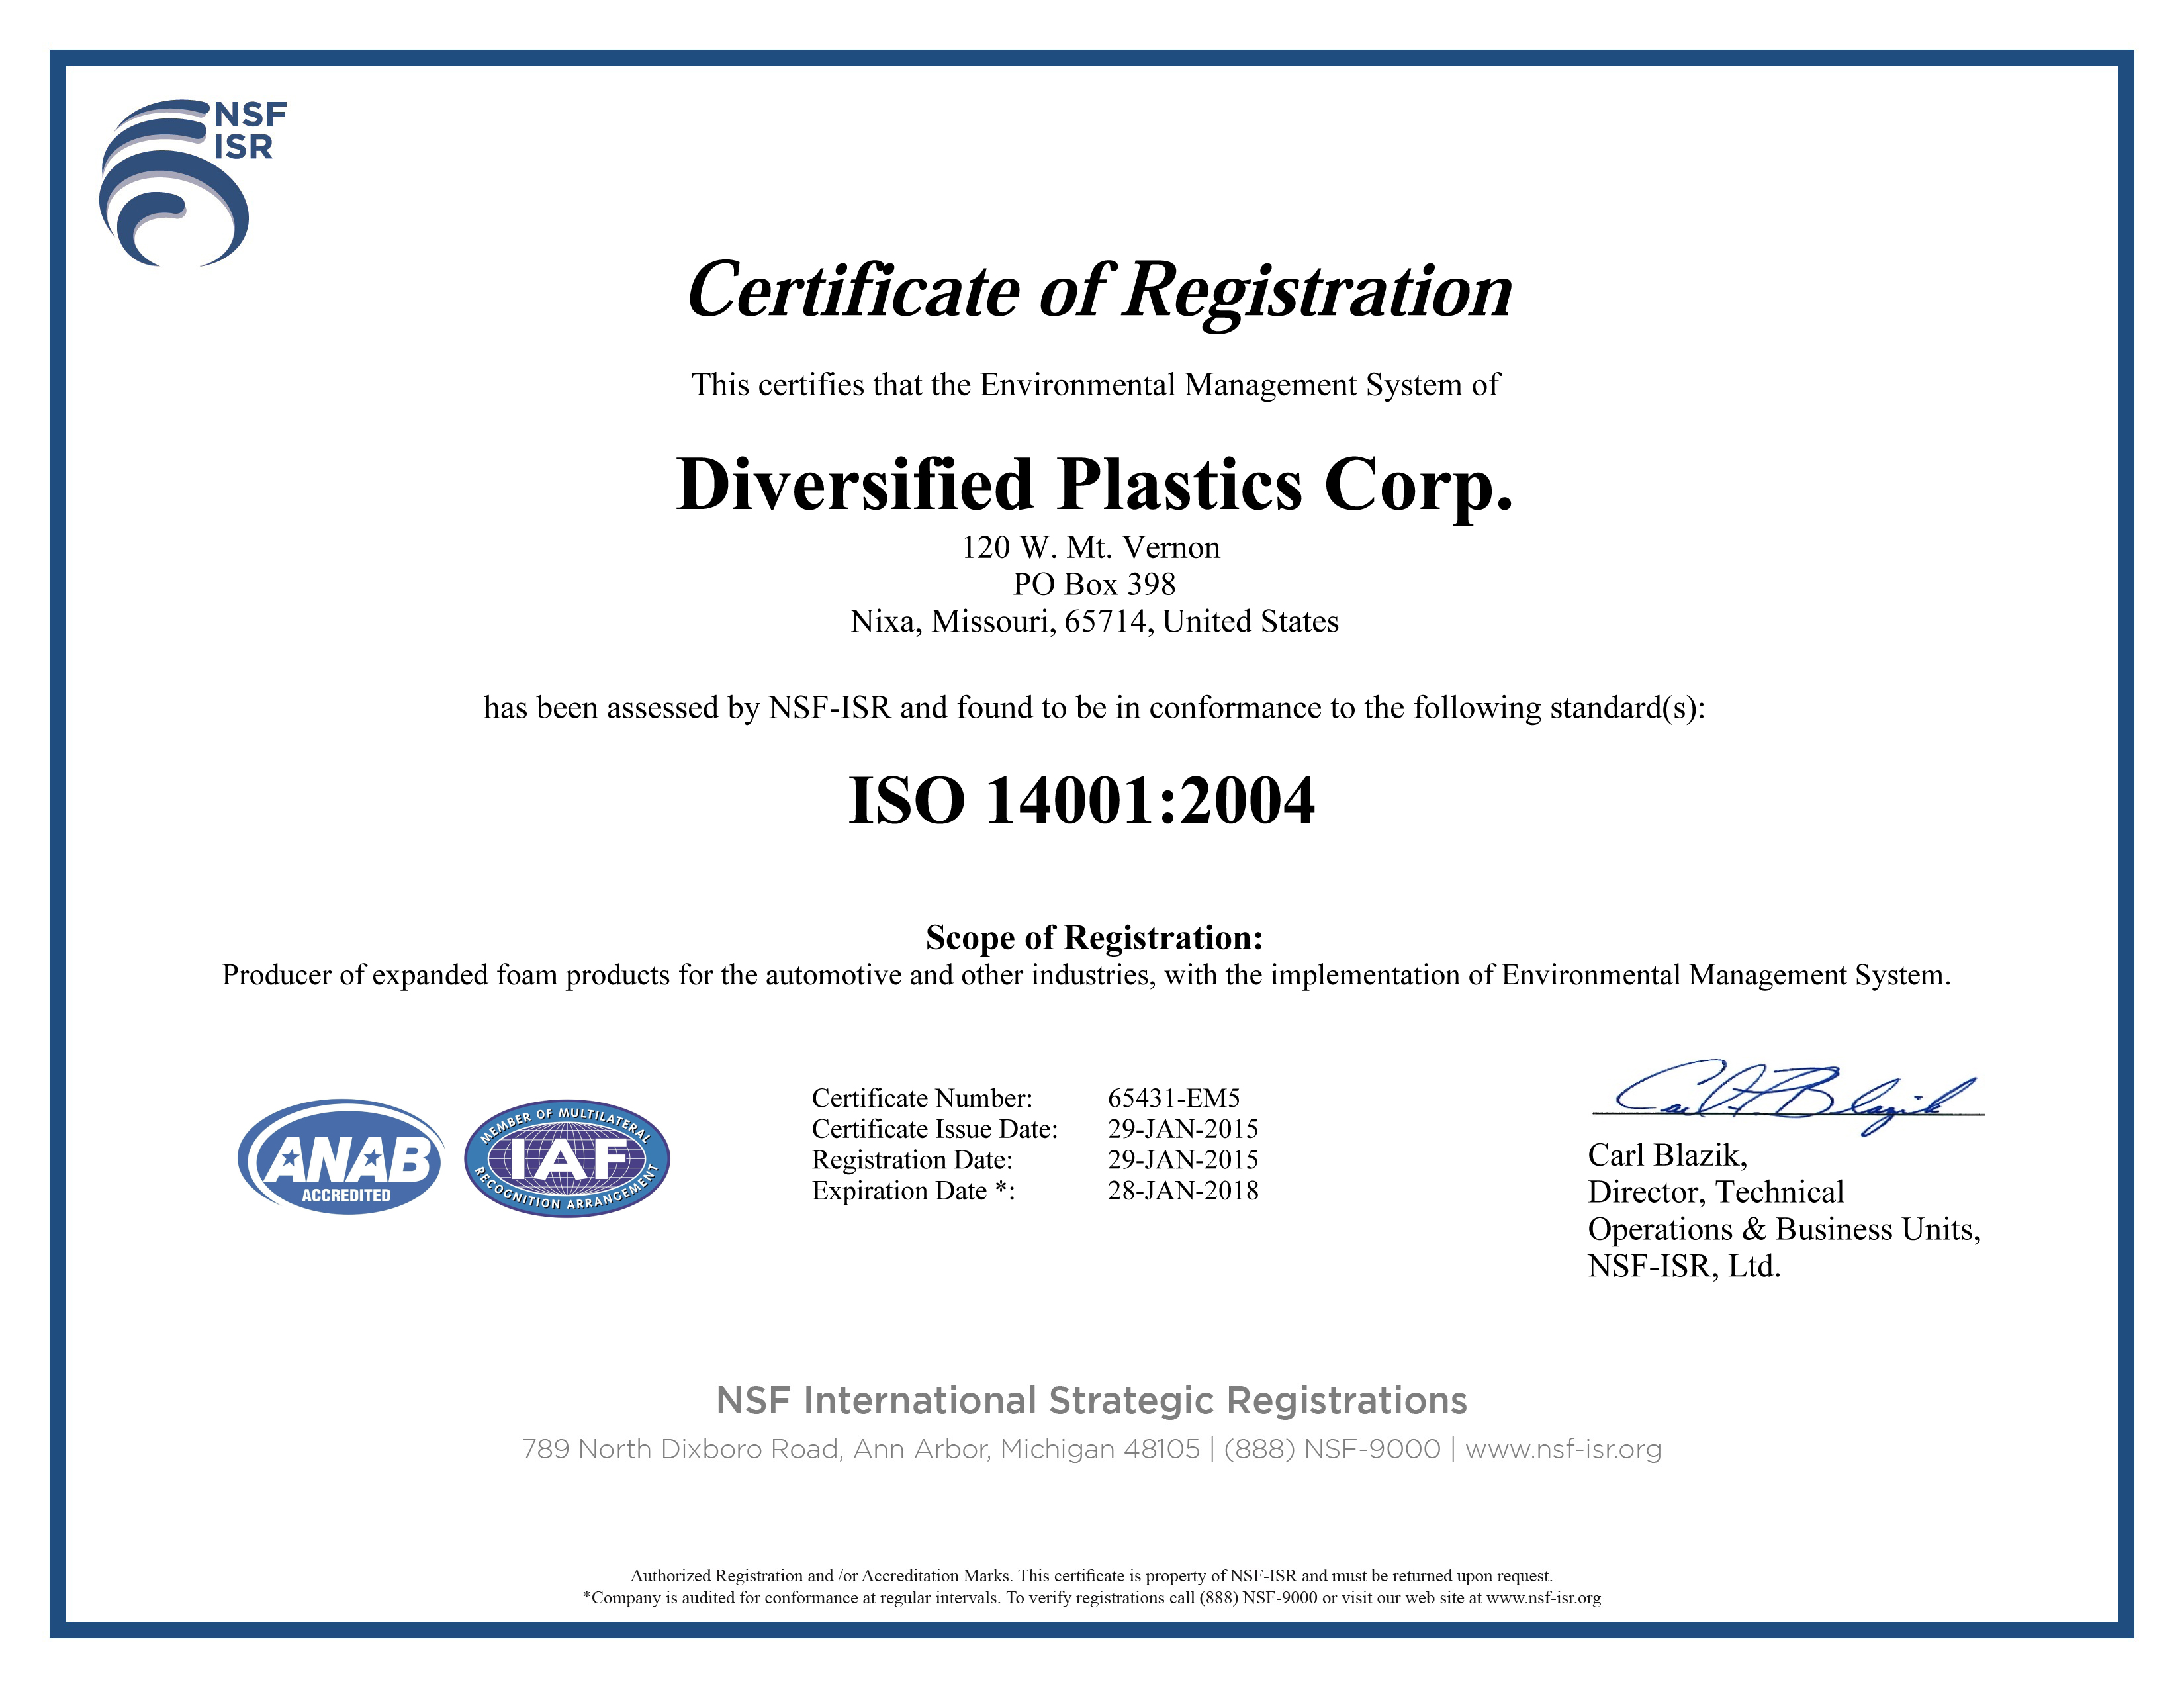 NSF
ISR
Certificate of Registration
This certifies that the Environmental Management System of
Diversified Plastics Corp.
120 W. Mt. Vernon
PO Box 398
Nixa, Missouri, 65714, United States
has been assessed by NSF-ISR and found to be in conformance to the following standard(s):
ISO 14001:2004
Scope of Registration:
Producer of expanded foam products for the automotive and other industries, with the implementation of Environmental Management System.
ANAB
ACCREDITED
MEMBER OF MULTILATERAL
IAF
RECOGNITION ARRANGEMENT
Certificate Number: 65431-EM5
Certificate Issue Date: 29-JAN-2015
Registration Date: 29-JAN-2015
Expiration Date *: 28-JAN-2018
Carl A. Blazik
Carl Blazik,
Director, Technical
Operations & Business Units,
NSF-ISR, Ltd.
NSF International Strategic Registrations
789 North Dixboro Road, Ann Arbor, Michigan 48105 | (888) NSF-9000 | www.nsf-isr.org
Authorized Registration and /or Accreditation Marks. This certificate is property of NSF-ISR and must be returned upon request.
*Company is audited for conformance at regular intervals. To verify registrations call (888) NSF-9000 or visit our web site at www.nsf-isr.org